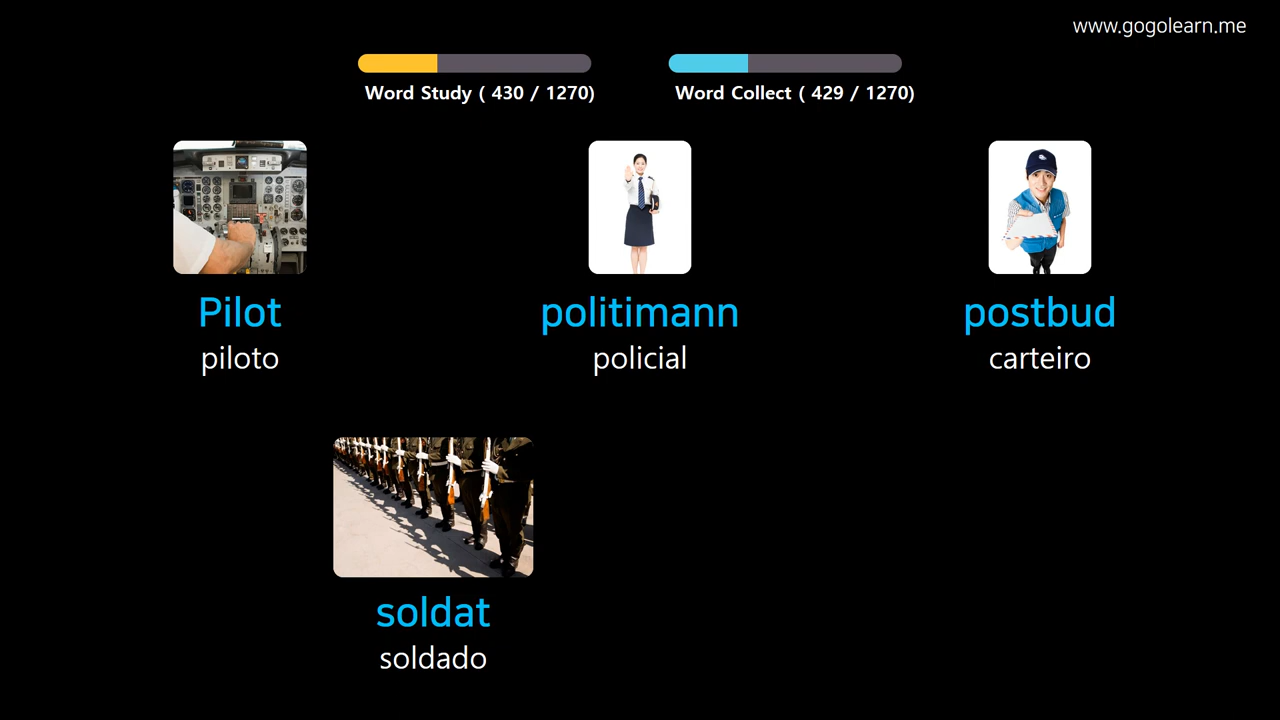 www.gogolearn.me
Word Study ( 430 / 1270)
Word Collect ( 429 / 1270)
Pilot
piloto
politimann
policial
postbud
carteiro
soldat
soldado